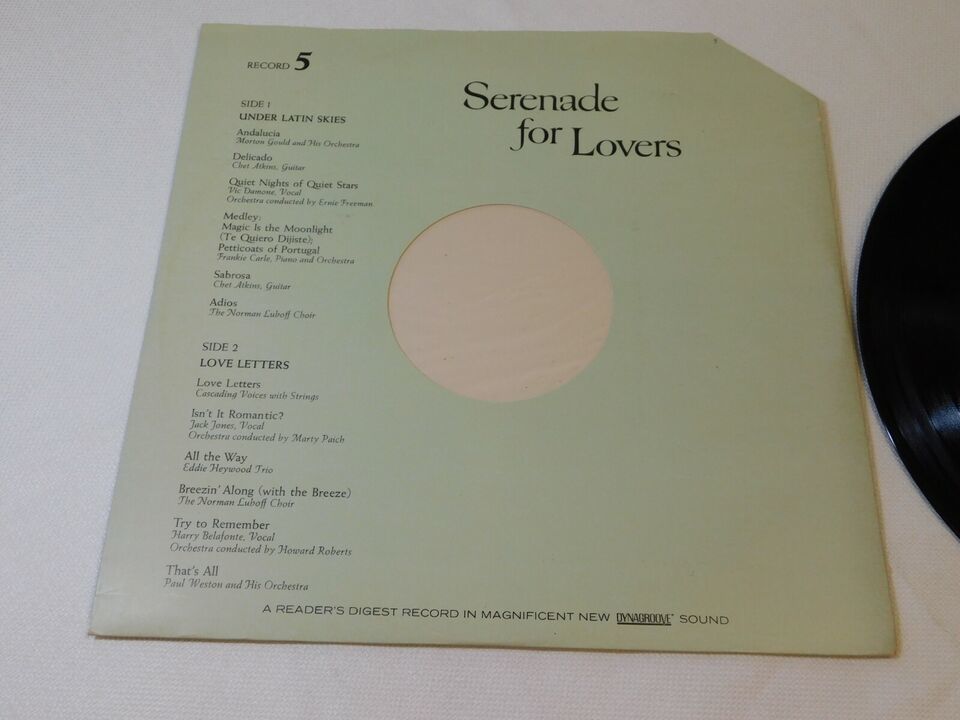 RECORD 5
Serenade
for Lovers
SIDE 1
UNDER LATIN SKIES
Andalucia
Morton Gould and His Orchestra
Delicado
Chet Atkins, Guitar
Quiet Nights of Quiet Stars
Vic Damone, Vocal
Orchestra conducted by Ernie Freeman
Medley:
Magic Is the Moonlight
(Te Quiero Dijiste);
Petticoats of Portugal
Frankie Carle, Piano and Orchestra
Sabrosa
Chet Atkins, Guitar
Adios
The Norman Luboff Choir
SIDE 2
LOVE LETTERS
Love Letters
Cascading Voices with Strings
Isn't It Romantic?
Jack Jones, Vocal
Orchestra conducted by Marty Paich
All the Way
Eddie Heywood Trio
Breezin' Along (with the Breeze)
The Norman Luboff Choir
Try to Remember
Harry Belafonte, Vocal
Orchestra conducted by Howard Roberts
That's All
Paul Weston and His Orchestra
A READER'S DIGEST RECORD IN MAGNIFICENT NEW DYNAGROOVE SOUND